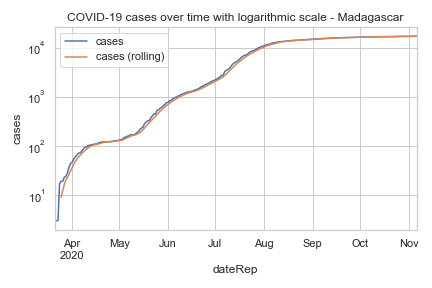 COVID-19 cases over time with logarithmic scale - Madagascar
cases
cases (rolling)
10⁴
10³
10²
10¹
cases
Apr
2020
May
Jun
Jul
Aug
Sep
Oct
Nov
dateRep